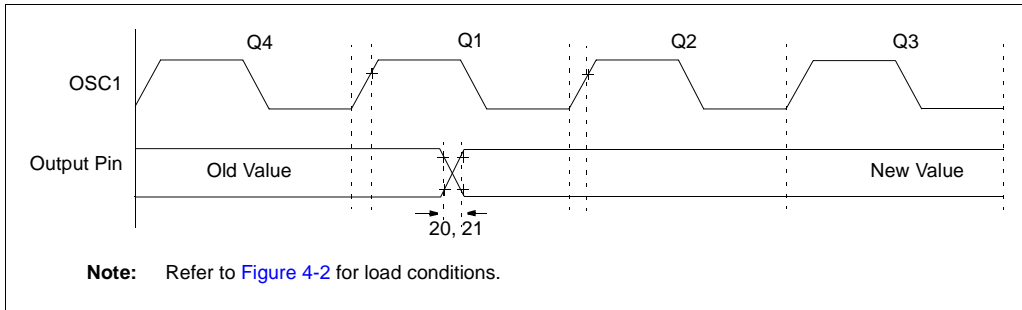 Q4 Q1 Q2 Q3
OSC1
Output Pin Old Value New Value
20, 21
Note: Refer to Figure 4-2 for load conditions.